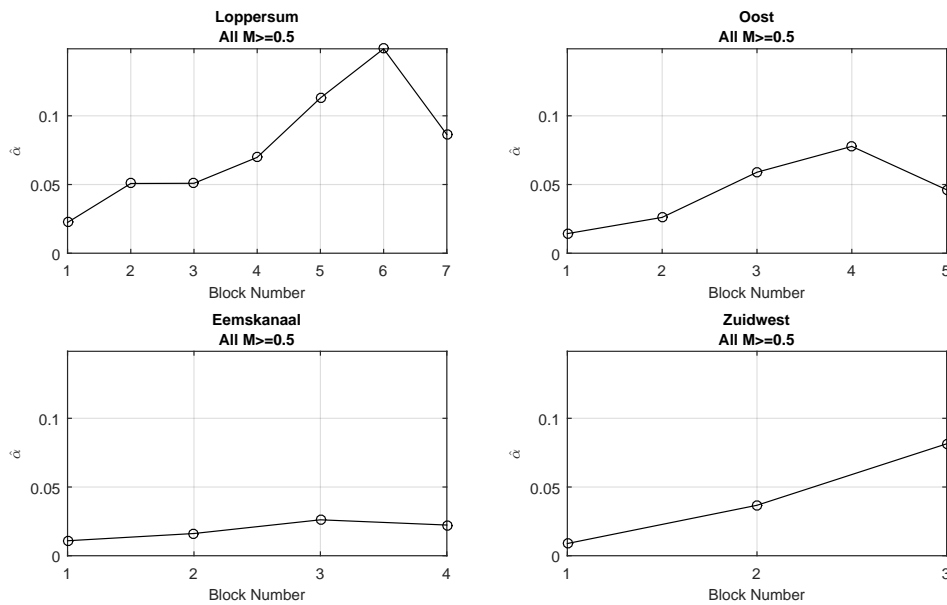 Loppersum
All M>=0.5
0.1
0.05
0
α̂
1 2 3 4 5 6 7
Block Number
Oost
All M>=0.5
0.1
0.05
0
α̂
1 2 3 4 5
Block Number
Eemskanaal
All M>=0.5
0.1
0.05
0
α̂
1 2 3 4
Block Number
Zuidwest
All M>=0.5
0.1
0.05
0
α̂
1 2 3
Block Number